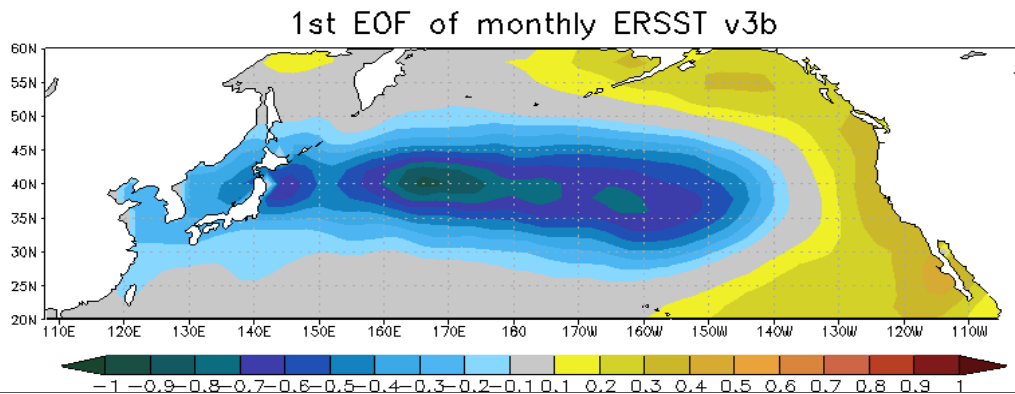 1st EOF of monthly ERSST v3b
60N
55N
50N
45N
40N
35N
30N
25N
20N
110E 120E 130E 140E 150E 160E 170E 180 170W 160W 150W 140W 130W 120W 110W
-1 -0.9 -0.8 -0.7 -0.6 -0.5 -0.4 -0.3 -0.2 -0.1 0.1 0.2 0.3 0.4 0.5 0.6 0.7 0.8 0.9 1